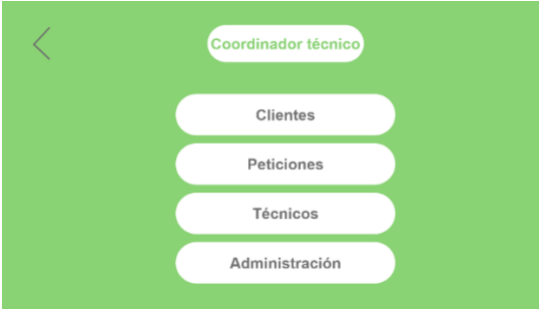 Coordinador técnico
Clientes
Peticiones
Técnicos
Administración